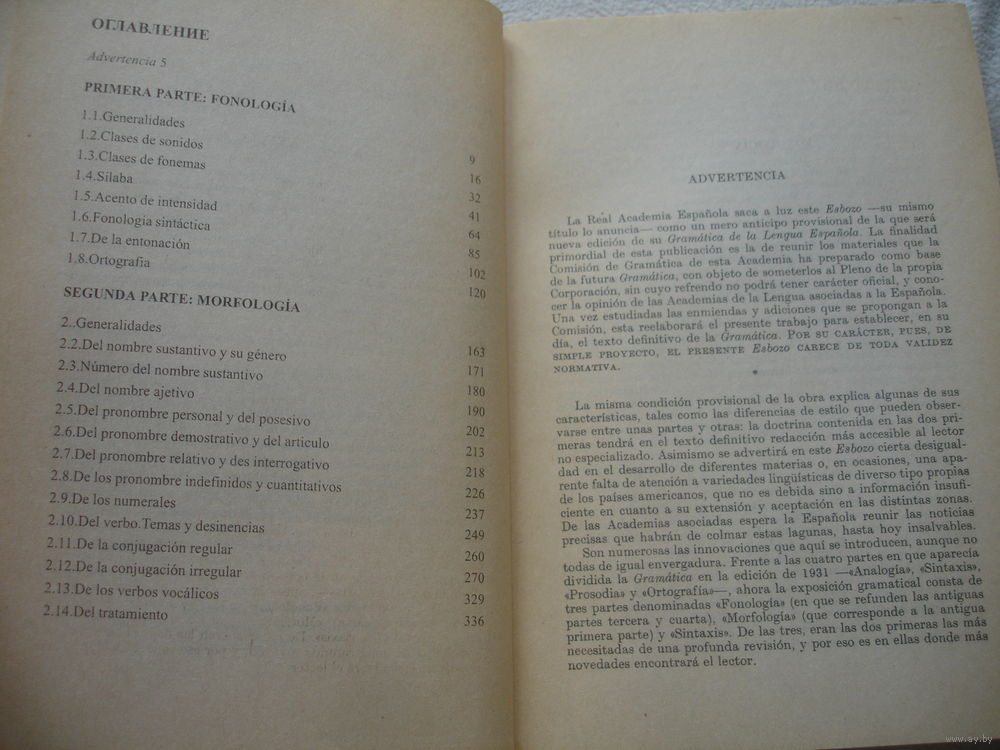 ОГЛАВЛЕНИЕ
Advertencia 5
PRIMERA PARTE: FONOLOGÍA
1.1.Generalidades 9
1.2.Clases de sonidos 16
1.3.Clases de fonemas 32
1.4.Sílaba 41
1.5.Acento de intensidad 64
1.6.Fonologia sintáctica 85
1.7.De la entonación 102
1.8.Ortografia 120
SEGUNDA PARTE: MORFOLOGÍA
2..Generalidades 163
2.2.Del nombre sustantivo y su género 171
2.3.Número del nombre sustantivo 180
2.4.Del nombre ajetivo 190
2.5.Del pronombre personal y del posesivo 202
2.6.Del pronombre demostrativo y del articulo 213
2.7.Del pronombre relativo y des interrogativo 218
2.8.De los pronombre indefinidos y cuantitativos 226
2.9.De los numerales 237
2.10.Del verbo.Temas y desinencias 249
2.11.De la conjugación regular 260
2.12.De la conjugación irregular 270
2.13.De los verbos vocálicos 329
2.14.Del tratamiento 336
ADVERTENCIA
La Real Academia Española saca a luz este Esbozo —su mismo
título lo anuncia— como un mero anticipo provisional de la que será
nueva edición de su Gramática de la Lengua Española. La finalidad
primordial de esta publicación es la de reunir los materiales que la
Comisión de Gramática de esta Academia ha preparado como base
de la futura Gramática, con objeto de someterlos al Pleno de la propia
Corporación, sin cuyo refrendo no podrá tener carácter oficial, y cono-
cer la opinión de las Academias de la Lengua asociadas a la Española.
Una vez estudiadas las enmiendas y adiciones que se propongan a la
Comisión, esta reelaborará el presente trabajo para establecer, en su
día, el texto definitivo de la Gramática. POR SU CARÁCTER, PUES, DE
SIMPLE PROYECTO, EL PRESENTE Esbozo CARECE DE TODA VALIDEZ
NORMATIVA.
*
La misma condición provisional de la obra explica algunas de sus
características, tales como las diferencias de estilo que pueden obser-
varse entre unas partes y otras: la doctrina contenida en las dos pri-
meras tendrá en el texto definitivo redacción más accesible al lector
no especializado. Asimismo se advertirá en este Esbozo cierta desigual-
dad en el desarrollo de diferentes materias o, en ocasiones, una apa-
rente falta de atención a variedades lingüísticas de diverso tipo propias
de los países americanos, que no es debida sino a información insufi-
ciente en cuanto a su extensión y aceptación en las distintas zonas.
De las Academias asociadas espera la Española reunir las noticias
precisas que habrán de colmar estas lagunas, hasta hoy insalvables.
Son numerosas las innovaciones que aquí se introducen, aunque no
todas de igual envergadura. Frente a las cuatro partes en que aparecía
dividida la Gramática en la edición de 1931 —«Analogía», «Sintaxis»,
«Prosodia» y «Ortografía»—, ahora la exposición gramatical consta de
tres partes denominadas «Fonología» (en que se refunden las antiguas
partes tercera y cuarta), «Morfología» (que corresponde a la antigua
primera parte) y «Sintaxis». De las tres, eran las dos primeras las más
necesitadas de una profunda revisión, y por eso es en ellas donde más
novedades encontrará el lector.
www.ay.by